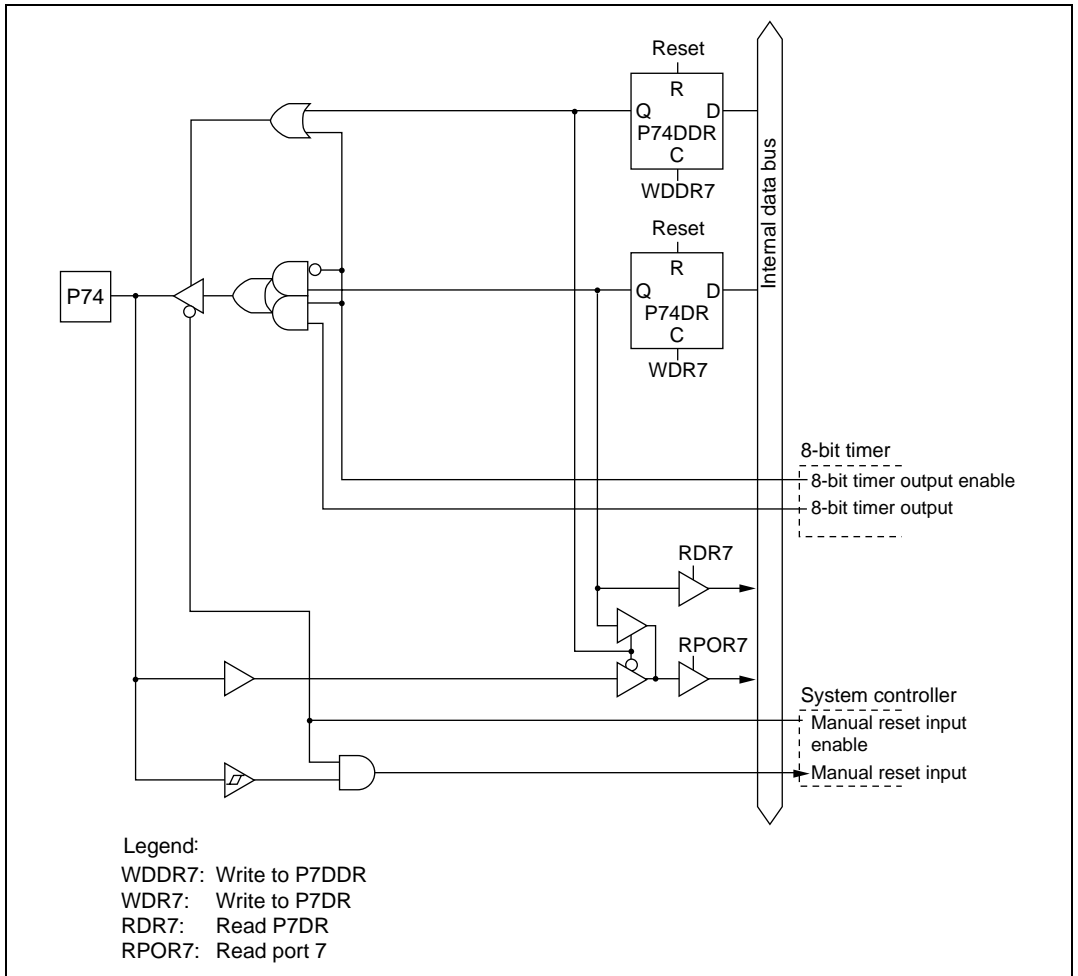 Reset
R
Q D
P74DDR
C
WDDR7
Internal data bus
Reset
R
Q D
P74DR
C
WDR7
P74
8-bit timer
8-bit timer output enable
8-bit timer output
RDR7
RPOR7
System controller
Manual reset input
enable
Manual reset input
Legend:
WDDR7: Write to P7DDR
WDR7: Write to P7DR
RDR7: Read P7DR
RPOR7: Read port 7